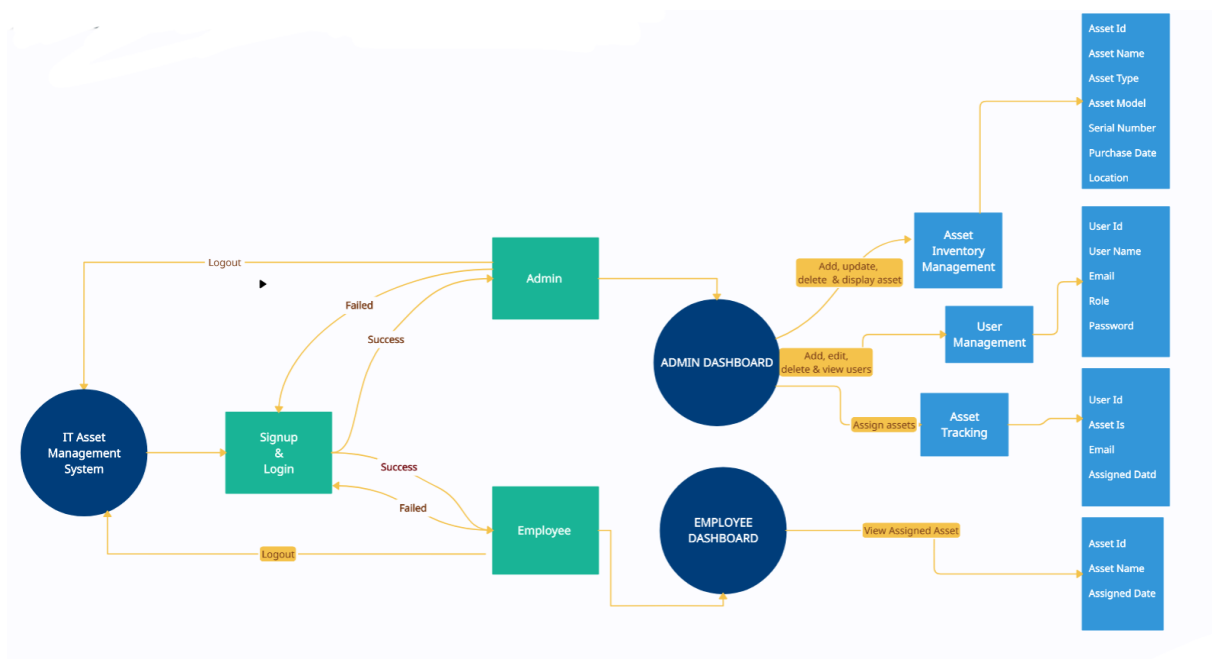 Asset Id
Asset Name
Asset Type
Asset Model
Serial Number
Purchase Date
Location
User Id
User Name
Email
Role
Password
Asset
Inventory
Management
Admin
Logout
Add, update,
delete & display asset
Failed
Success
User
Management
ADMIN DASHBOARD
Add, edit,
delete & view users
User Id
Asset Is
Email
Assigned Datd
Asset
Tracking
Assign assets
IT Asset
Management
System
Signup
&
Login
Success
Failed
Employee
Logout
EMPLOYEE
DASHBOARD
View Assigned Asset
Asset Id
Asset Name
Assigned Date